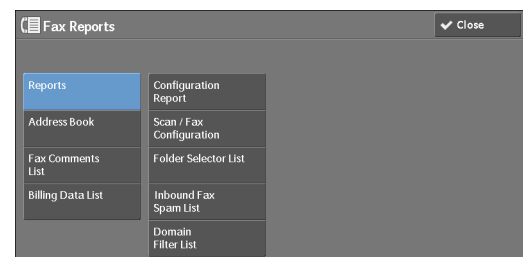 Fax Reports
Close
Reports
Address Book
Fax Comments
List
Billing Data List
Configuration
Report
Scan / Fax
Configuration
Folder Selector List
Inbound Fax
Spam List
Domain
Filter List